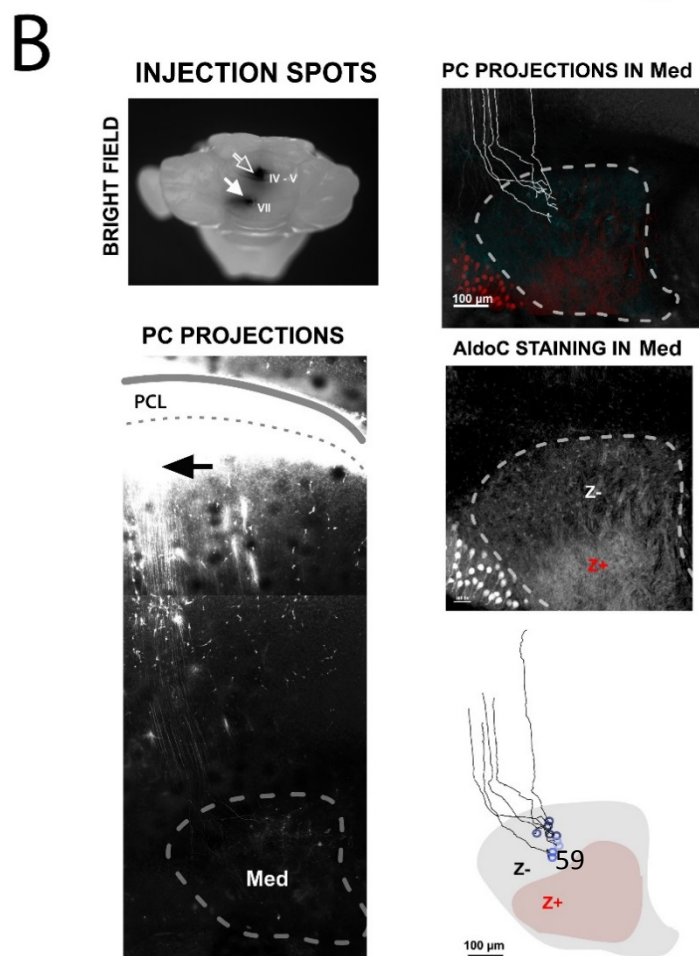 B
INJECTION SPOTS
BRIGHT FIELD
IV - V
VII
PC PROJECTIONS
PCL
Med
PC PROJECTIONS IN Med
100 µm
AldoC STAINING IN Med
Z-
Z+
59
Z-
Z+
100 µm